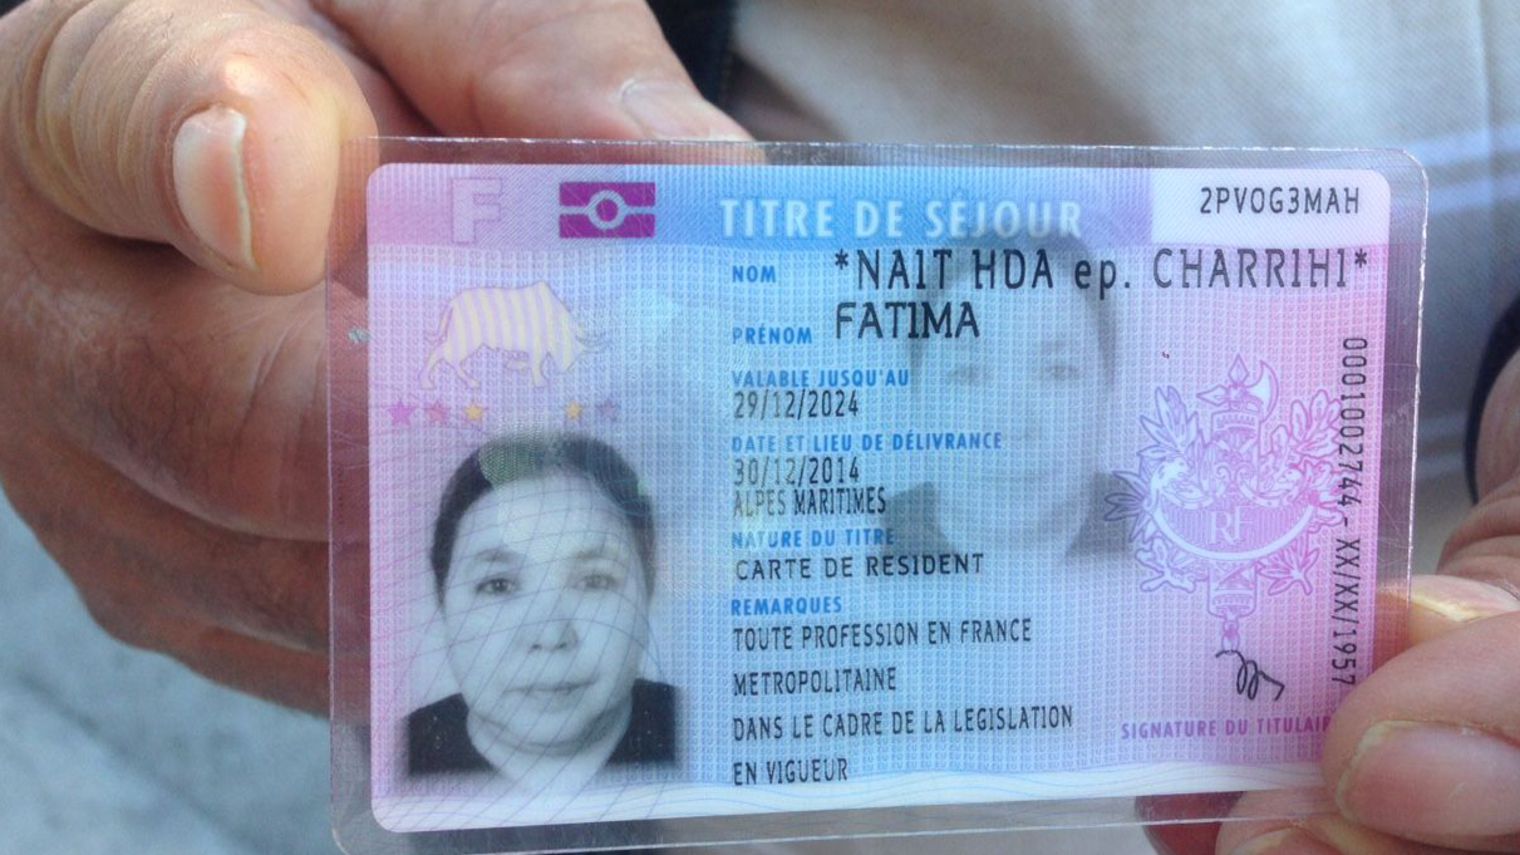 F
TITRE DE SÉJOUR
2PVOG3MAH
NOM *NAIT HDA ep. CHARRIHI*
PRÉNOM FATIMA
VALABLE JUSQU'AU
29/12/2024
DATE ET LIEU DE DÉLIVRANCE
30/12/2014
ALPES MARITIMES
NATURE DU TITRE
CARTE DE RESIDENT
REMARQUES
TOUTE PROFESSION EN FRANCE
METROPOLITAINE
DANS LE CADRE DE LA LEGISLATION
EN VIGUEUR
0001002744 - XX/XX/1957
RF
SIGNATURE DU TITULAIR